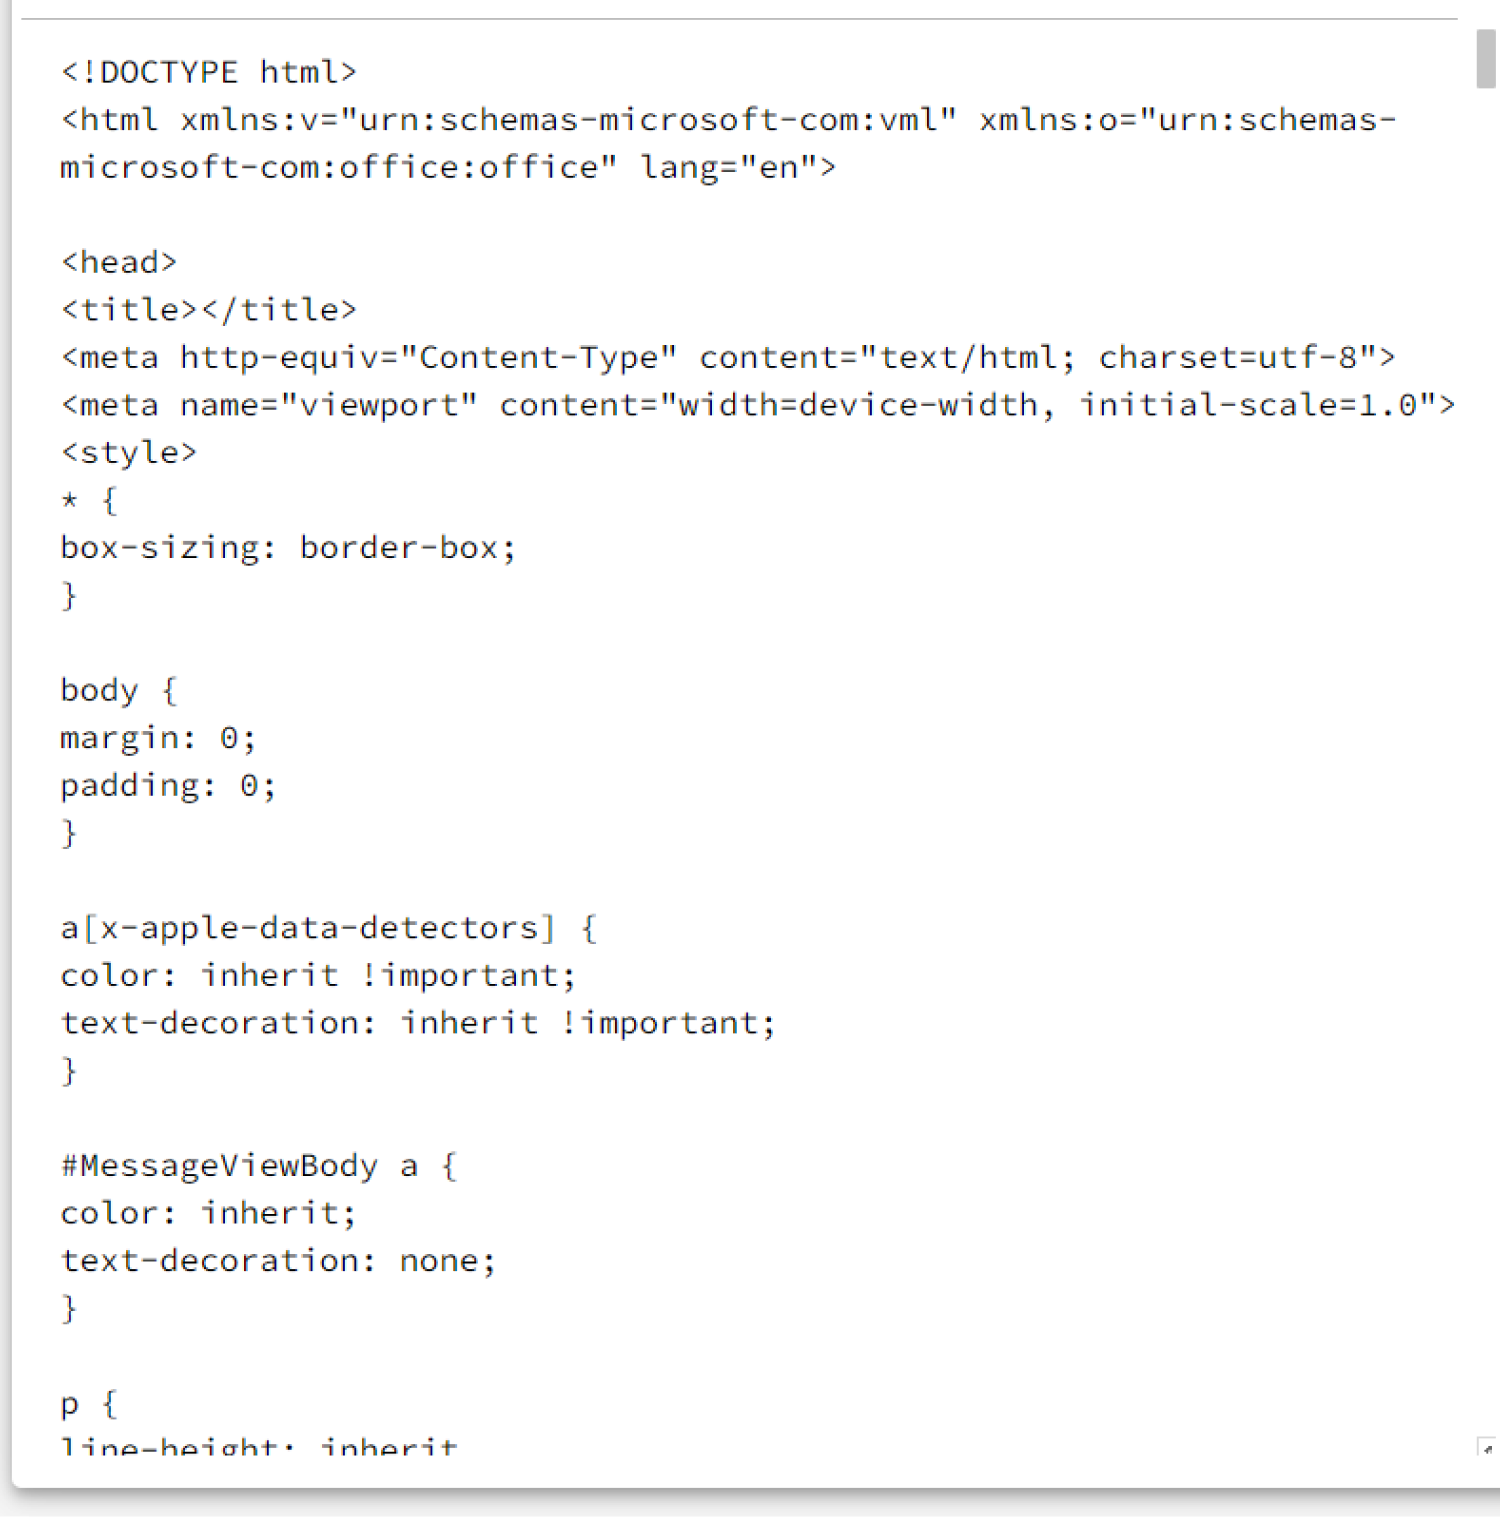 <!DOCTYPE html>
<html xmlns:v="urn:schemas-microsoft-com:vml" xmlns:o="urn:schemas-
microsoft-com:office:office" lang="en">
<head>
<title></title>
<meta http-equiv="Content-Type" content="text/html; charset=utf-8">
<meta name="viewport" content="width=device-width, initial-scale=1.0">
<style>
* {
box-sizing: border-box;
}
body {
margin: 0;
padding: 0;
}
a[x-apple-data-detectors] {
color: inherit !important;
text-decoration: inherit !important;
}
#MessageViewBody a {
color: inherit;
text-decoration: none;
}
p {
line-height: inherit